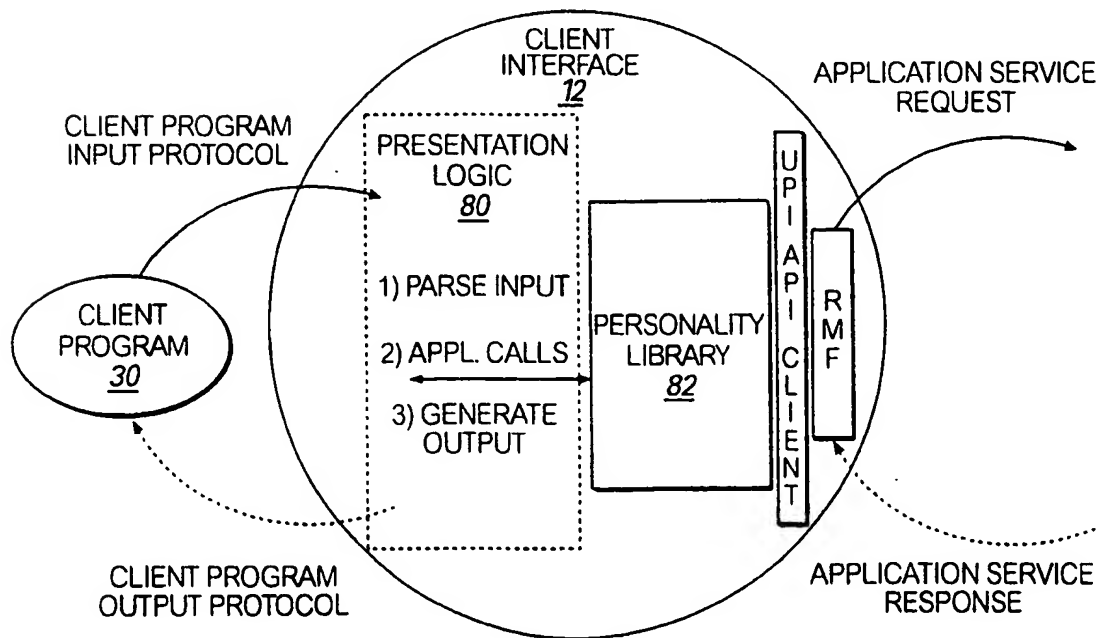 CLIENT
INTERFACE
12
APPLICATION SERVICE
REQUEST
CLIENT PROGRAM
INPUT PROTOCOL
PRESENTATION
LOGIC
80
1) PARSE INPUT
2) APPL. CALLS
3) GENERATE
OUTPUT
CLIENT
PROGRAM
30
PERSONALITY
LIBRARY
82
UPI API CLIENT
RMF
CLIENT PROGRAM
OUTPUT PROTOCOL
APPLICATION SERVICE
RESPONSE